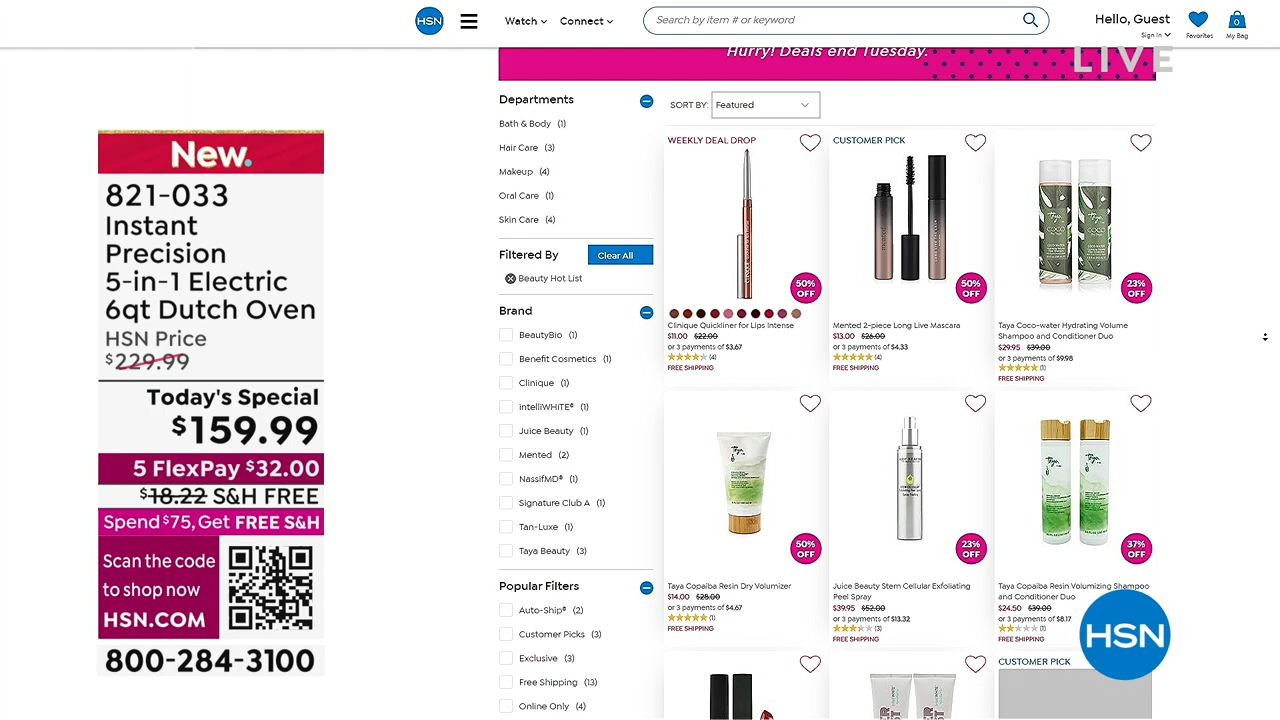 HSN
Watch
Connect
Search by item # or keyword
Hello, Guest
Sign In
Favorites
0
My Bag
Hurry! Deals end Tuesday.
LIVE
New.
821-033
Instant
Precision
5-in-1 Electric
6qt Dutch Oven
HSN Price
$229.99
Today's Special
$159.99
5 FlexPay $32.00
$18.22 S&H FREE
Spend $75, Get FREE S&H
Scan the code
to shop now
HSN.COM
800-284-3100
Departments
Bath & Body (1)
Hair Care (3)
Makeup (4)
Oral Care (1)
Skin Care (4)
Filtered By
Clear All
Beauty Hot List
Brand
BeautyBio (1)
Benefit Cosmetics (1)
Clinique (1)
intelliWHiTE® (1)
Juice Beauty (1)
Mented (2)
NassifMD® (1)
Signature Club A (1)
Tan-Luxe (1)
Taya Beauty (3)
Popular Filters
Auto-Ship® (2)
Customer Picks (3)
Exclusive (3)
Free Shipping (13)
Online Only (4)
SORT BY:
Featured
WEEKLY DEAL DROP
50%
OFF
Clinique Quickliner for Lips Intense
$11.00 $22.00
or 3 payments of $3.67
(4)
FREE SHIPPING
CUSTOMER PICK
50%
OFF
Mented 2-piece Long Live Mascara
$13.00 $26.00
or 3 payments of $4.33
(4)
FREE SHIPPING
23%
OFF
Taya Coco-water Hydrating Volume
Shampoo and Conditioner Duo
$29.95 $39.00
or 3 payments of $9.98
(1)
FREE SHIPPING
50%
OFF
Taya Copaiba Resin Dry Volumizer
$14.00 $28.00
or 3 payments of $4.67
(1)
FREE SHIPPING
23%
OFF
Juice Beauty Stem Cellular Exfoliating
Peel Spray
$39.95 $52.00
or 3 payments of $13.32
(3)
FREE SHIPPING
37%
OFF
Taya Copaiba Resin Volumizing Shampoo
and Conditioner Duo
$24.50 $39.00
or 3 payments of $8.17
(1)
FREE SHIPPING
CUSTOMER PICK
HSN